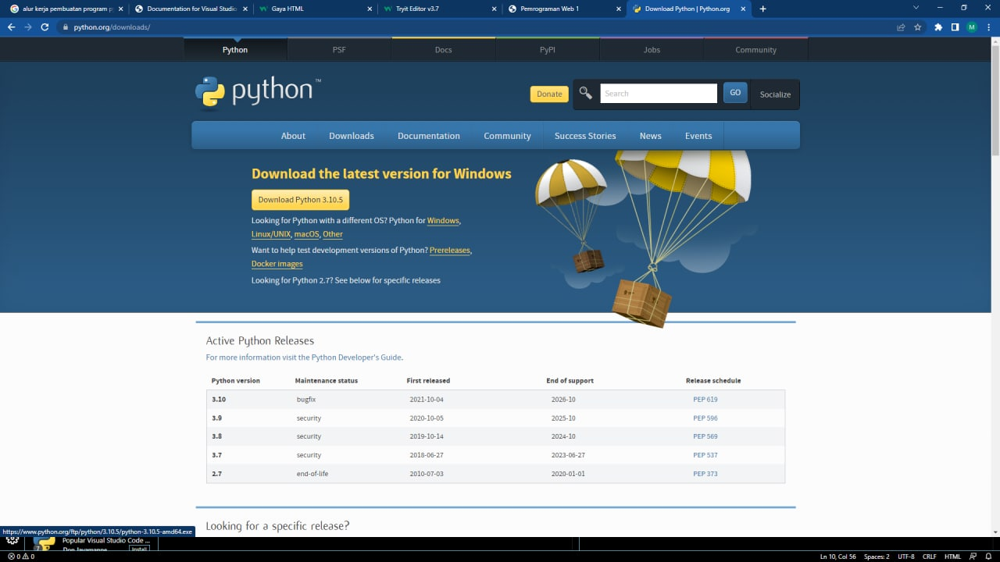 alur kerja pembuatan program p
Documentation for Visual Studio
Gaya HTML
Tryit Editor v3.7
Pemrograman Web 1
Download Python | Python.org
python.org/downloads/
M
Python
PSF
Docs
PyPI
Jobs
Community
python™
Donate
Search
GO
Socialize
About
Downloads
Documentation
Community
Success Stories
News
Events
Download the latest version for Windows
Download Python 3.10.5
Looking for Python with a different OS? Python for Windows,
Linux/UNIX, macOS, Other
Want to help test development versions of Python? Prereleases,
Docker images
Looking for Python 2.7? See below for specific releases
Active Python Releases
For more information visit the Python Developer's Guide.
Python version Maintenance status First released End of support Release schedule
3.10 bugfix 2021-10-04 2026-10 PEP 619
3.9 security 2020-10-05 2025-10 PEP 596
3.8 security 2019-10-14 2024-10 PEP 569
3.7 security 2018-06-27 2023-06-27 PEP 537
2.7 end-of-life 2010-07-03 2020-01-01 PEP 373
Looking for a specific release?
https://www.python.org/ftp/python/3.10.5/python-3.10.5-amd64.exe
7
Popular Visual Studio Code ...
Don Jayamanne
Install
0 0
Ln 10, Col 56 Spaces: 2 UTF-8 CRLF HTML